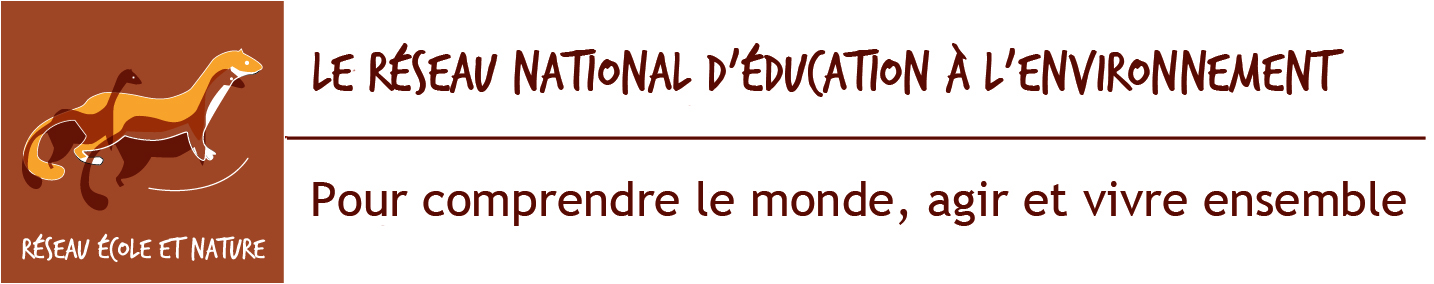 LE RÉSEAU NATIONAL D'ÉDUCATION À L'ENVIRONNEMENT
Pour comprendre le monde, agir et vivre ensemble
RÉSEAU ÉCOLE ET NATURE